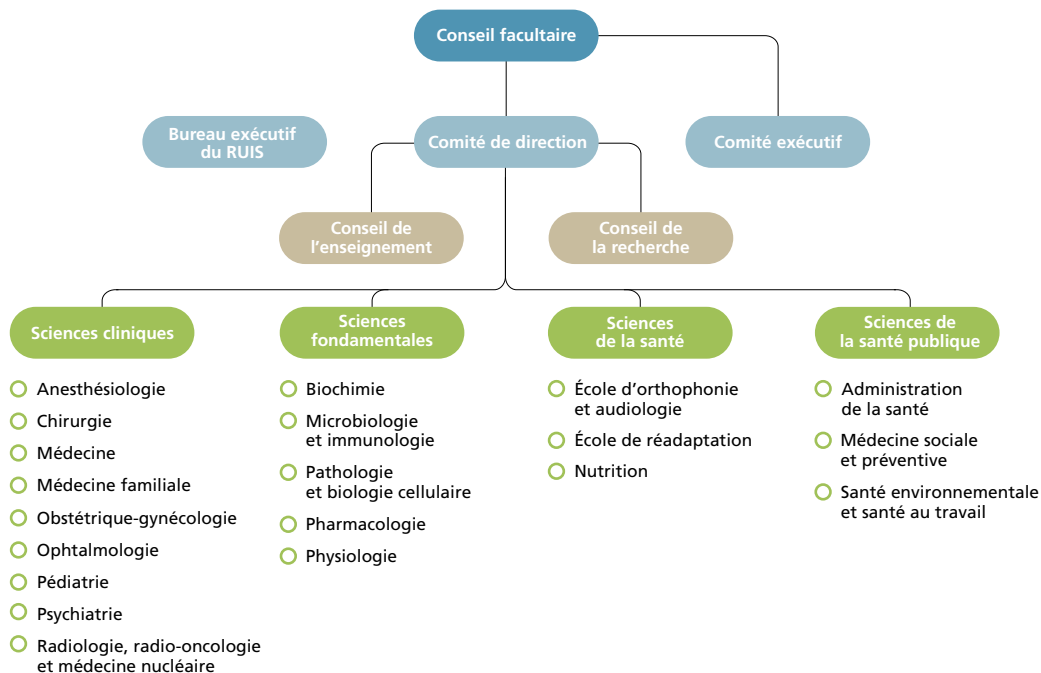 Conseil facultaire
Bureau exécutif
du RUIS
Comité de direction
Comité exécutif
Conseil de
l’enseignement
Conseil de
la recherche
Sciences cliniques
Anesthésiologie
Chirurgie
Médecine
Médecine familiale
Obstétrique-gynécologie
Ophtalmologie
Pédiatrie
Psychiatrie
Radiologie, radio-oncologie
et médecine nucléaire
Sciences
fondamentales
Biochimie
Microbiologie
et immunologie
Pathologie
et biologie cellulaire
Pharmacologie
Physiologie
Sciences
de la santé
École d’orthophonie
et audiologie
École de réadaptation
Nutrition
Sciences de
la santé publique
Administration
de la santé
Médecine sociale
et préventive
Santé environnementale
et santé au travail